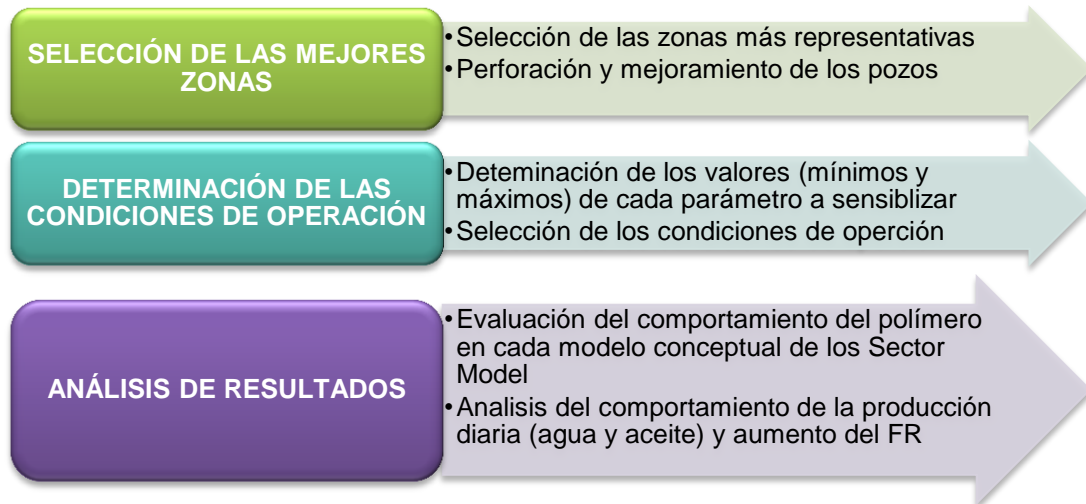 SELECCIÓN DE LAS MEJORES
ZONAS
•Selección de las zonas más representativas
•Perforación y mejoramiento de los pozos
DETERMINACIÓN DE LAS
CONDICIONES DE OPERACIÓN
•Deteminación de los valores (mínimos y
máximos) de cada parámetro a sensiblizar
•Selección de los condiciones de operción
ANÁLISIS DE RESULTADOS
•Evaluación del comportamiento del polímero
en cada modelo conceptual de los Sector
Model
•Analisis del comportamiento de la producción
diaria (agua y aceite) y aumento del FR